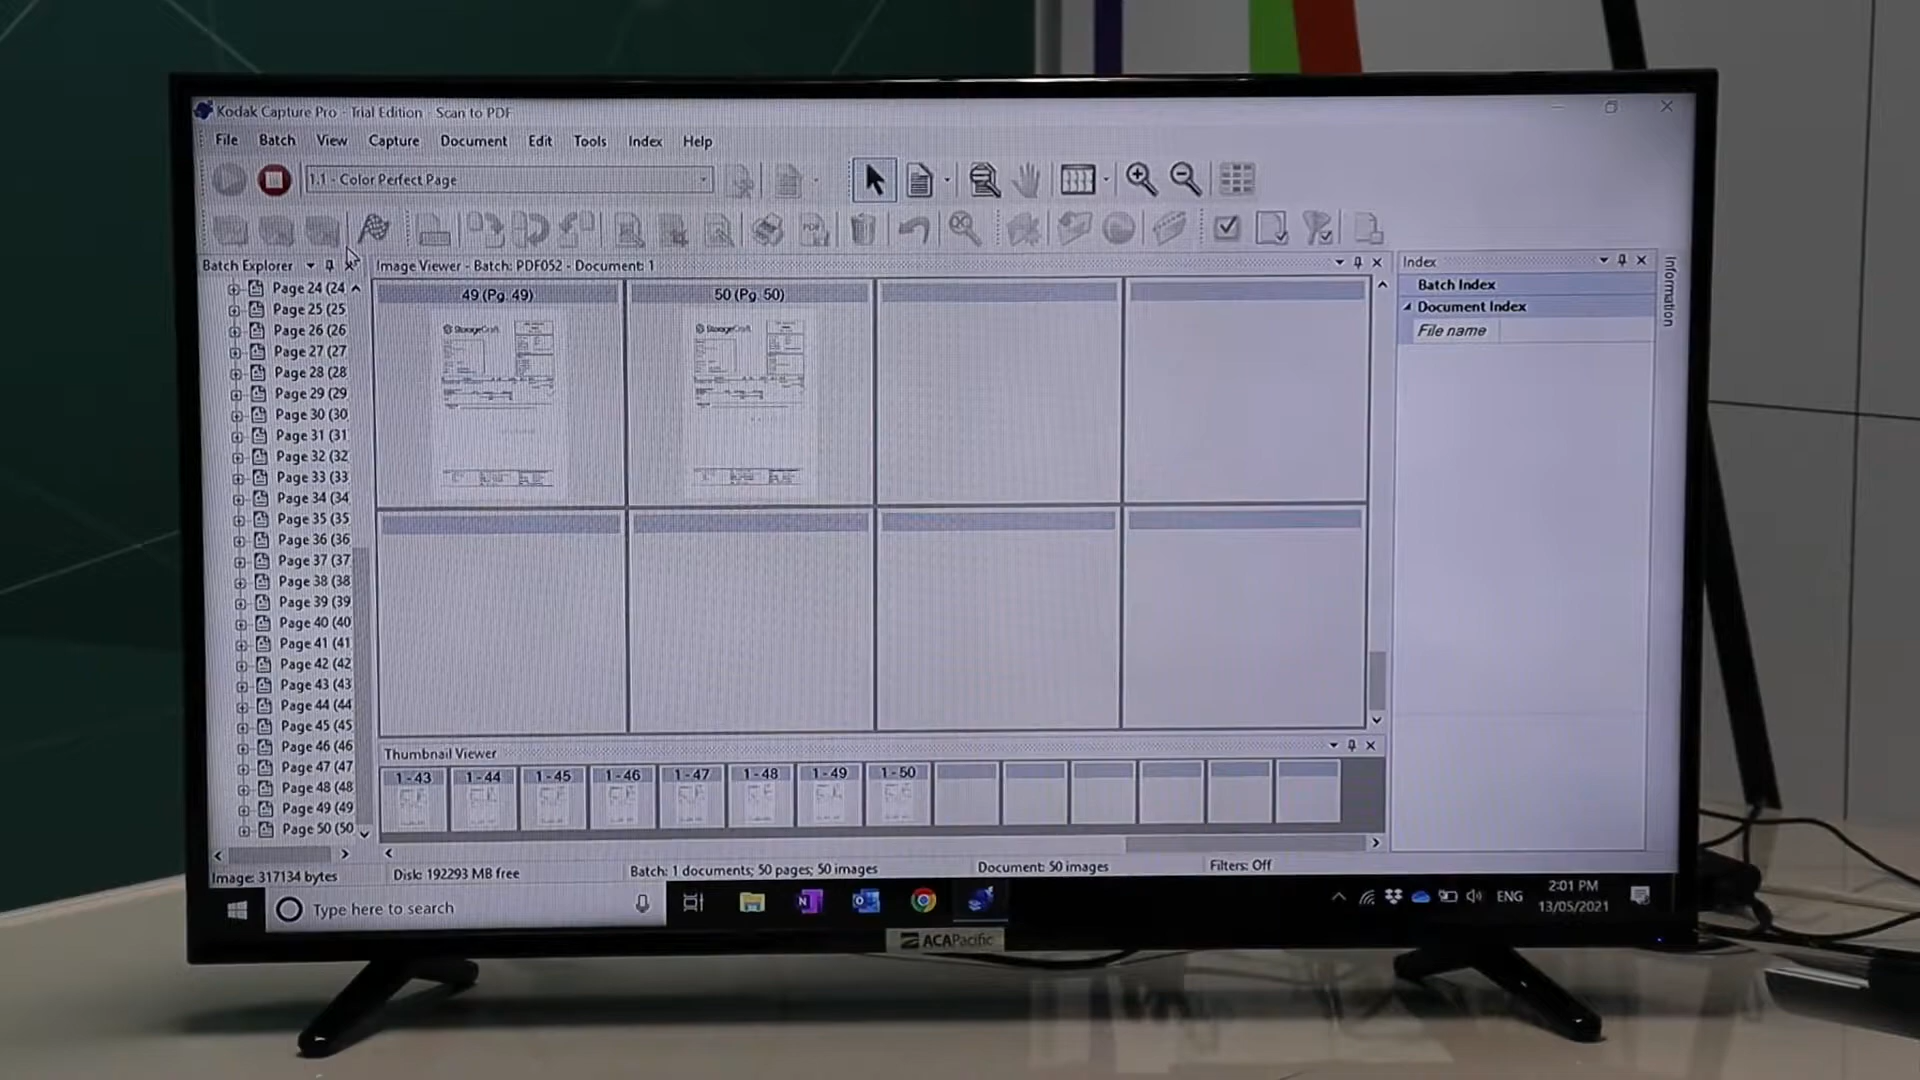 Kodak Capture Pro - Trial Edition - Scan to PDF
File Batch View Capture Document Edit Tools Index Help
1.1 - Color Perfect Page
PDF
Batch Explorer
Image Viewer - Batch: PDF052 - Document: 1
Index
Information
Page 24 (24
Page 25 (25
Page 26 (26
Page 27 (27
Page 28 (28
Page 29 (29
Page 30 (30
Page 31 (31
Page 32 (32
Page 33 (33
Page 34 (34
Page 35 (35
Page 36 (36
Page 37 (37
Page 38 (38
Page 39 (39
Page 40 (40
Page 41 (41
Page 42 (42
Page 43 (43
Page 44 (44
Page 45 (45
Page 46 (46
Page 47 (47
Page 48 (48
Page 49 (49
Page 50 (50
49 (Pg. 49)
50 (Pg. 50)
StorageCraft
StorageCraft
Batch Index
Document Index
File name
Thumbnail Viewer
1 - 43
1 - 44
1 - 45
1 - 46
1 - 47
1 - 48
1 - 49
1 - 50
Image: 317134 bytes
Disk: 192293 MB free
Batch: 1 documents; 50 pages; 50 images
Document: 50 images
Filters: Off
Type here to search
ENG
2:01 PM
13/05/2021
ACAPacific